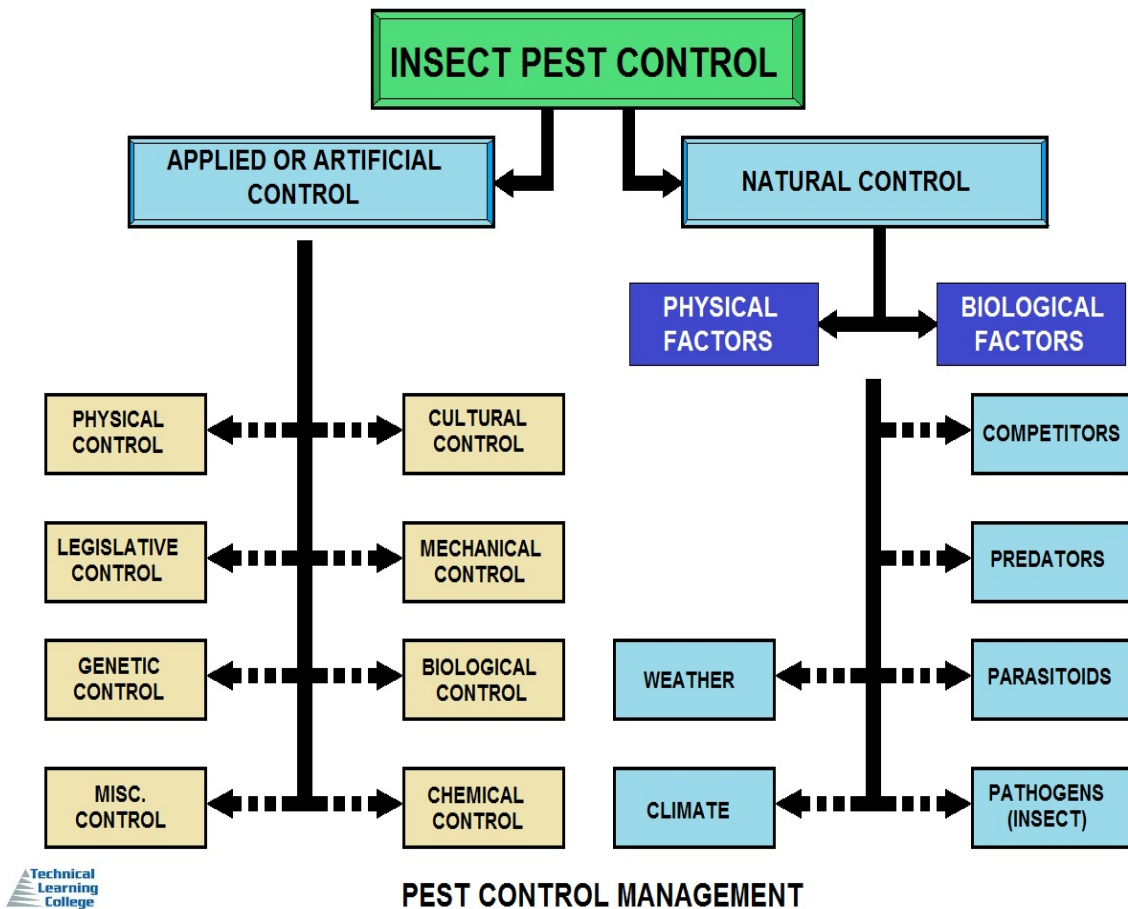 INSECT PEST CONTROL
APPLIED OR ARTIFICIAL
CONTROL
NATURAL CONTROL
PHYSICAL
FACTORS
BIOLOGICAL
FACTORS
PHYSICAL
CONTROL
CULTURAL
CONTROL
COMPETITORS
LEGISLATIVE
CONTROL
MECHANICAL
CONTROL
PREDATORS
GENETIC
CONTROL
BIOLOGICAL
CONTROL
WEATHER
PARASITOIDS
MISC.
CONTROL
CHEMICAL
CONTROL
CLIMATE
PATHOGENS
(INSECT)
Technical
Learning
College
PEST CONTROL MANAGEMENT